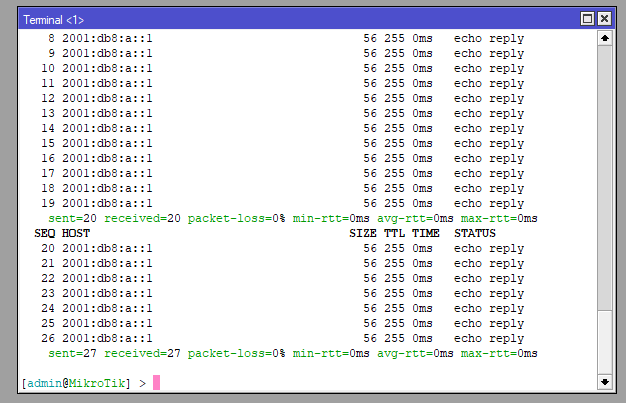 Terminal <1>
8 2001:db8:a::1 56 255 0ms echo reply
9 2001:db8:a::1 56 255 0ms echo reply
10 2001:db8:a::1 56 255 0ms echo reply
11 2001:db8:a::1 56 255 0ms echo reply
12 2001:db8:a::1 56 255 0ms echo reply
13 2001:db8:a::1 56 255 0ms echo reply
14 2001:db8:a::1 56 255 0ms echo reply
15 2001:db8:a::1 56 255 0ms echo reply
16 2001:db8:a::1 56 255 0ms echo reply
17 2001:db8:a::1 56 255 0ms echo reply
18 2001:db8:a::1 56 255 0ms echo reply
19 2001:db8:a::1 56 255 0ms echo reply
sent=20 received=20 packet-loss=0% min-rtt=0ms avg-rtt=0ms max-rtt=0ms
SEQ HOST SIZE TTL TIME STATUS
20 2001:db8:a::1 56 255 0ms echo reply
21 2001:db8:a::1 56 255 0ms echo reply
22 2001:db8:a::1 56 255 0ms echo reply
23 2001:db8:a::1 56 255 0ms echo reply
24 2001:db8:a::1 56 255 0ms echo reply
25 2001:db8:a::1 56 255 0ms echo reply
26 2001:db8:a::1 56 255 0ms echo reply
sent=27 received=27 packet-loss=0% min-rtt=0ms avg-rtt=0ms max-rtt=0ms
[admin@MikroTik] >